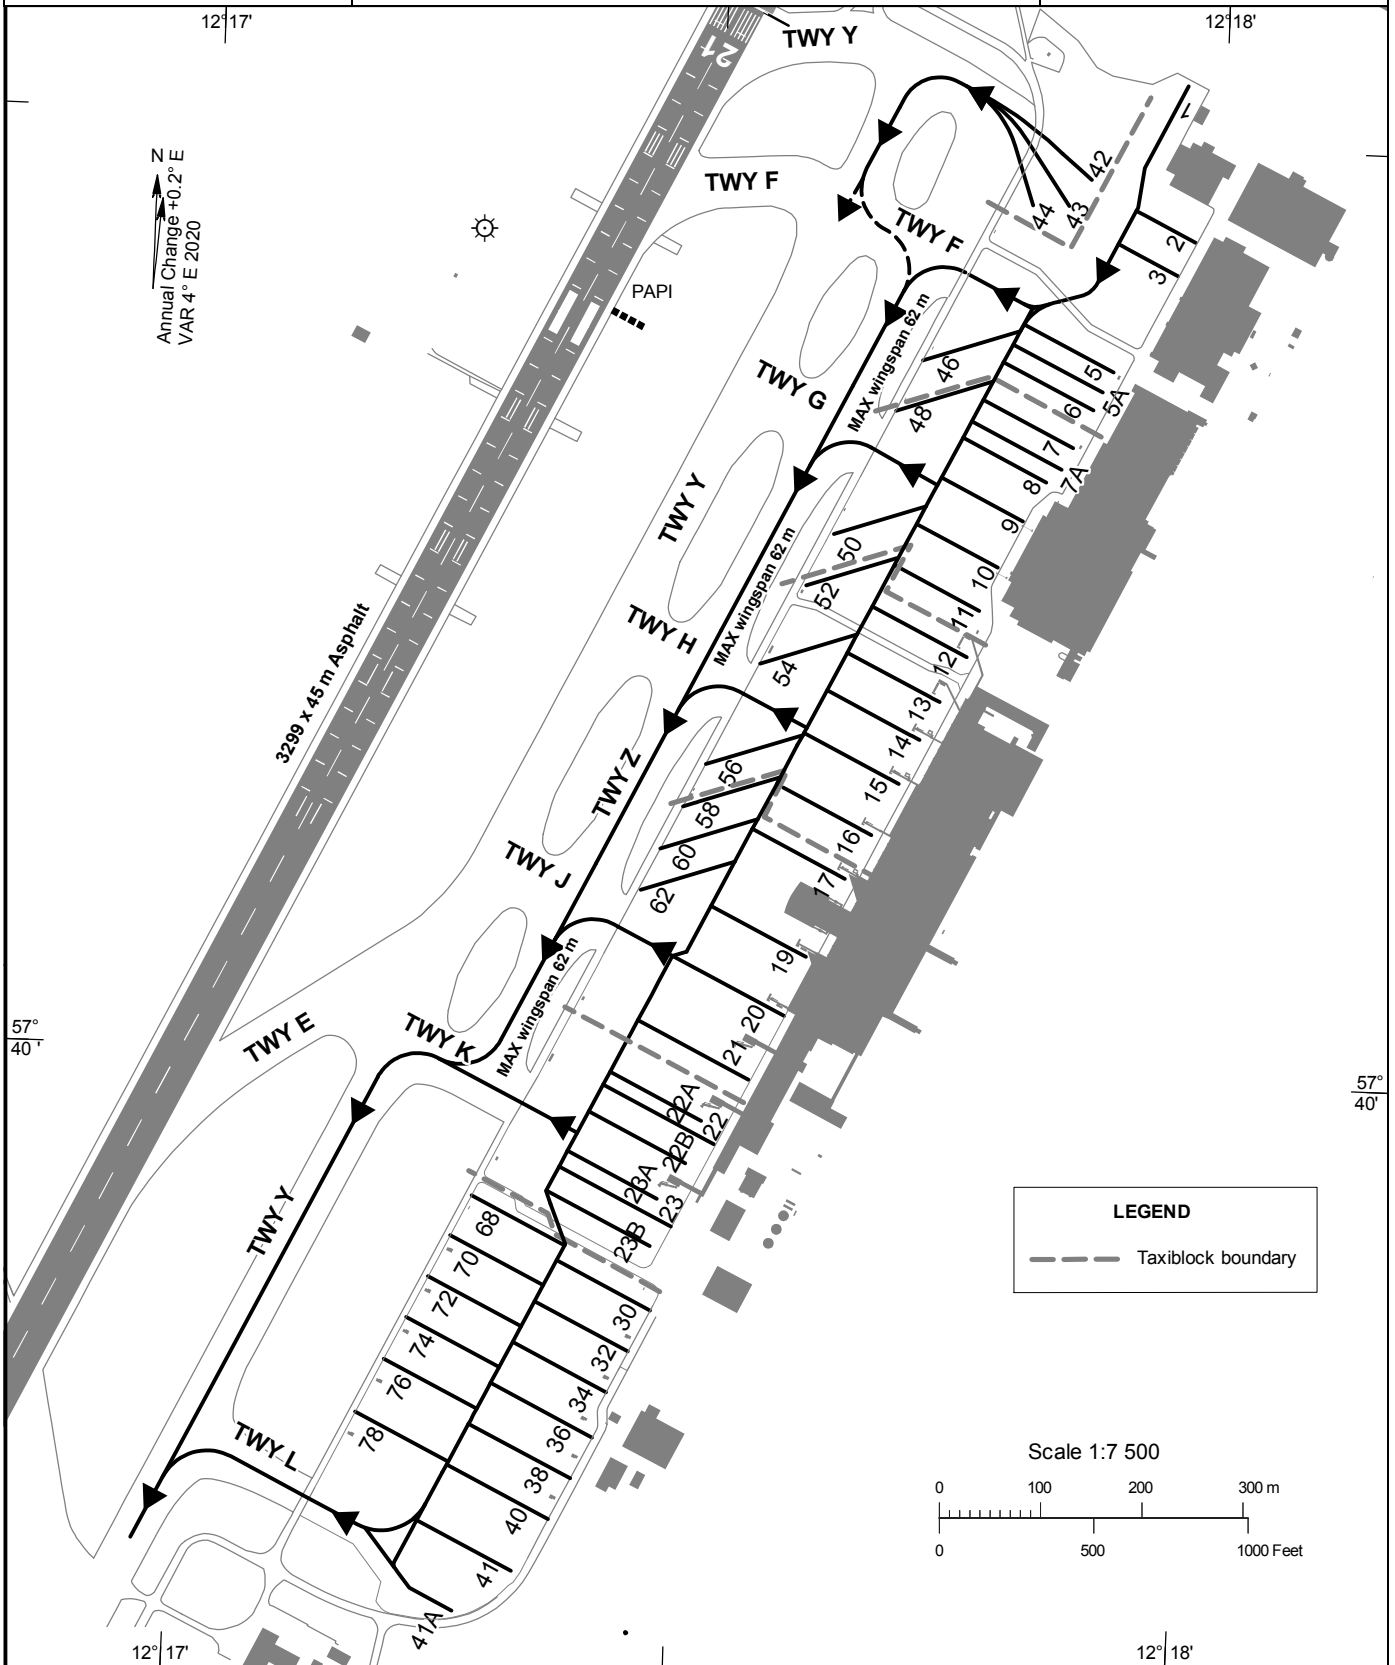 12°17'
12°18'
TWY Y
21
1
42
N
Annual Change +0.2° E
VAR 4° E 2020
TWY F
44
43
TWY F
2
3
PAPI
MAX wingspan 62 m
46
5
TWY G
48
6
5A
7
7A
8
TWY Y
9
50
10
MAX wingspan 62 m
52
11
TWY H
12
54
13
3299 x 45 m Asphalt
14
56
15
TWY Z
58
16
60
17
TWY J
62
19
MAX wingspan 62 m
20
57°
40 '
TWY E
TWY K
21
22A
22
57°
40'
22B
23A
23
TWY Y
68
23B
LEGEND
Taxiblock boundary
70
72
30
74
32
76
34
78
36
TWY L
38
40
Scale 1:7 500
0 100 200 300 m
0 500 1000 Feet
41
41A
12° 17'
12° 18'